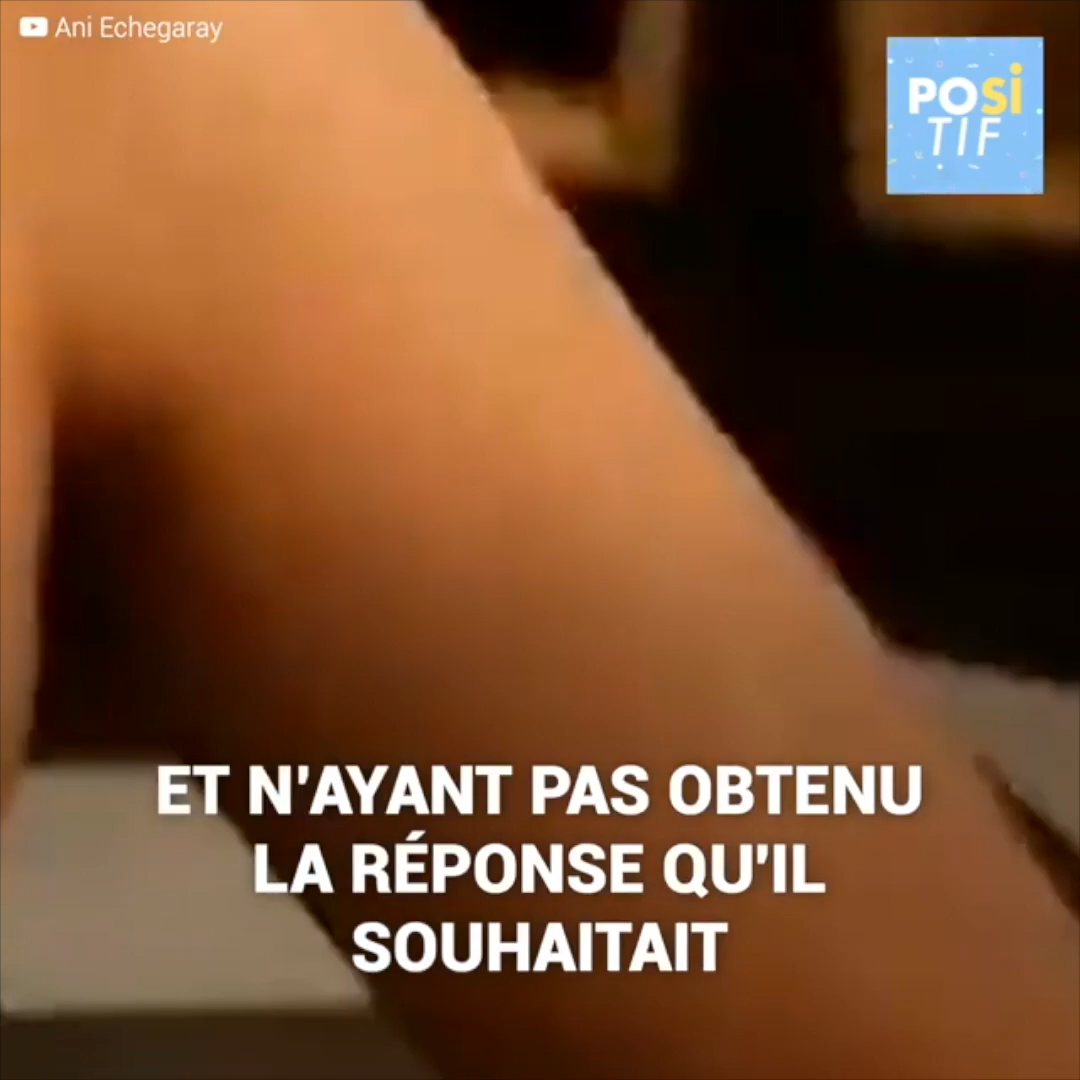 Ani Echegaray
POSi
TIF
ET N'AYANT PAS OBTENU
LA RÉPONSE QU'IL
SOUHAITAIT